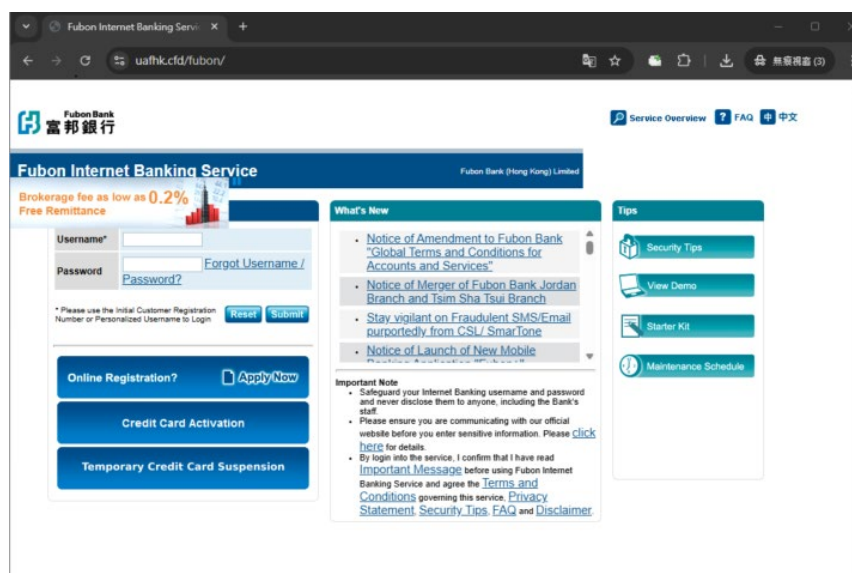 Fubon Internet Banking Servi
uafhk.cfd/fubon/
無痕視窗 (3)
Fubon Bank
富邦銀行
Service Overview ? FAQ 中 中文
Fubon Internet Banking Service
Fubon Bank (Hong Kong) Limited
Brokerage fee as low as 0.2%
Free Remittance
Username*
Password
Forgot Username /
Password?
* Please use the Initial Customer Registration
Number or Personalized Username to Login
Reset Submit
Online Registration? Apply Now
Credit Card Activation
Temporary Credit Card Suspension
What's New
Notice of Amendment to Fubon Bank
"Global Terms and Conditions for
Accounts and Services"
Notice of Merger of Fubon Bank Jordan
Branch and Tsim Sha Tsui Branch
Stay vigilant on Fraudulent SMS/Email
purportedly from CSL/ SmarTone
Notice of Launch of New Mobile
Banking Application "Fubon+"
Important Note
Safeguard your Internet Banking username and password
and never disclose them to anyone, including the Bank's
staff.
Please ensure you are communicating with our official
website before you enter sensitive information. Please click
here for details.
By login into the service, I confirm that I have read
Important Message before using Fubon Internet
Banking Service and agree the Terms and
Conditions governing this service, Privacy
Statement, Security Tips, FAQ and Disclaimer.
Tips
Security Tips
View Demo
Starter Kit
Maintenance Schedule